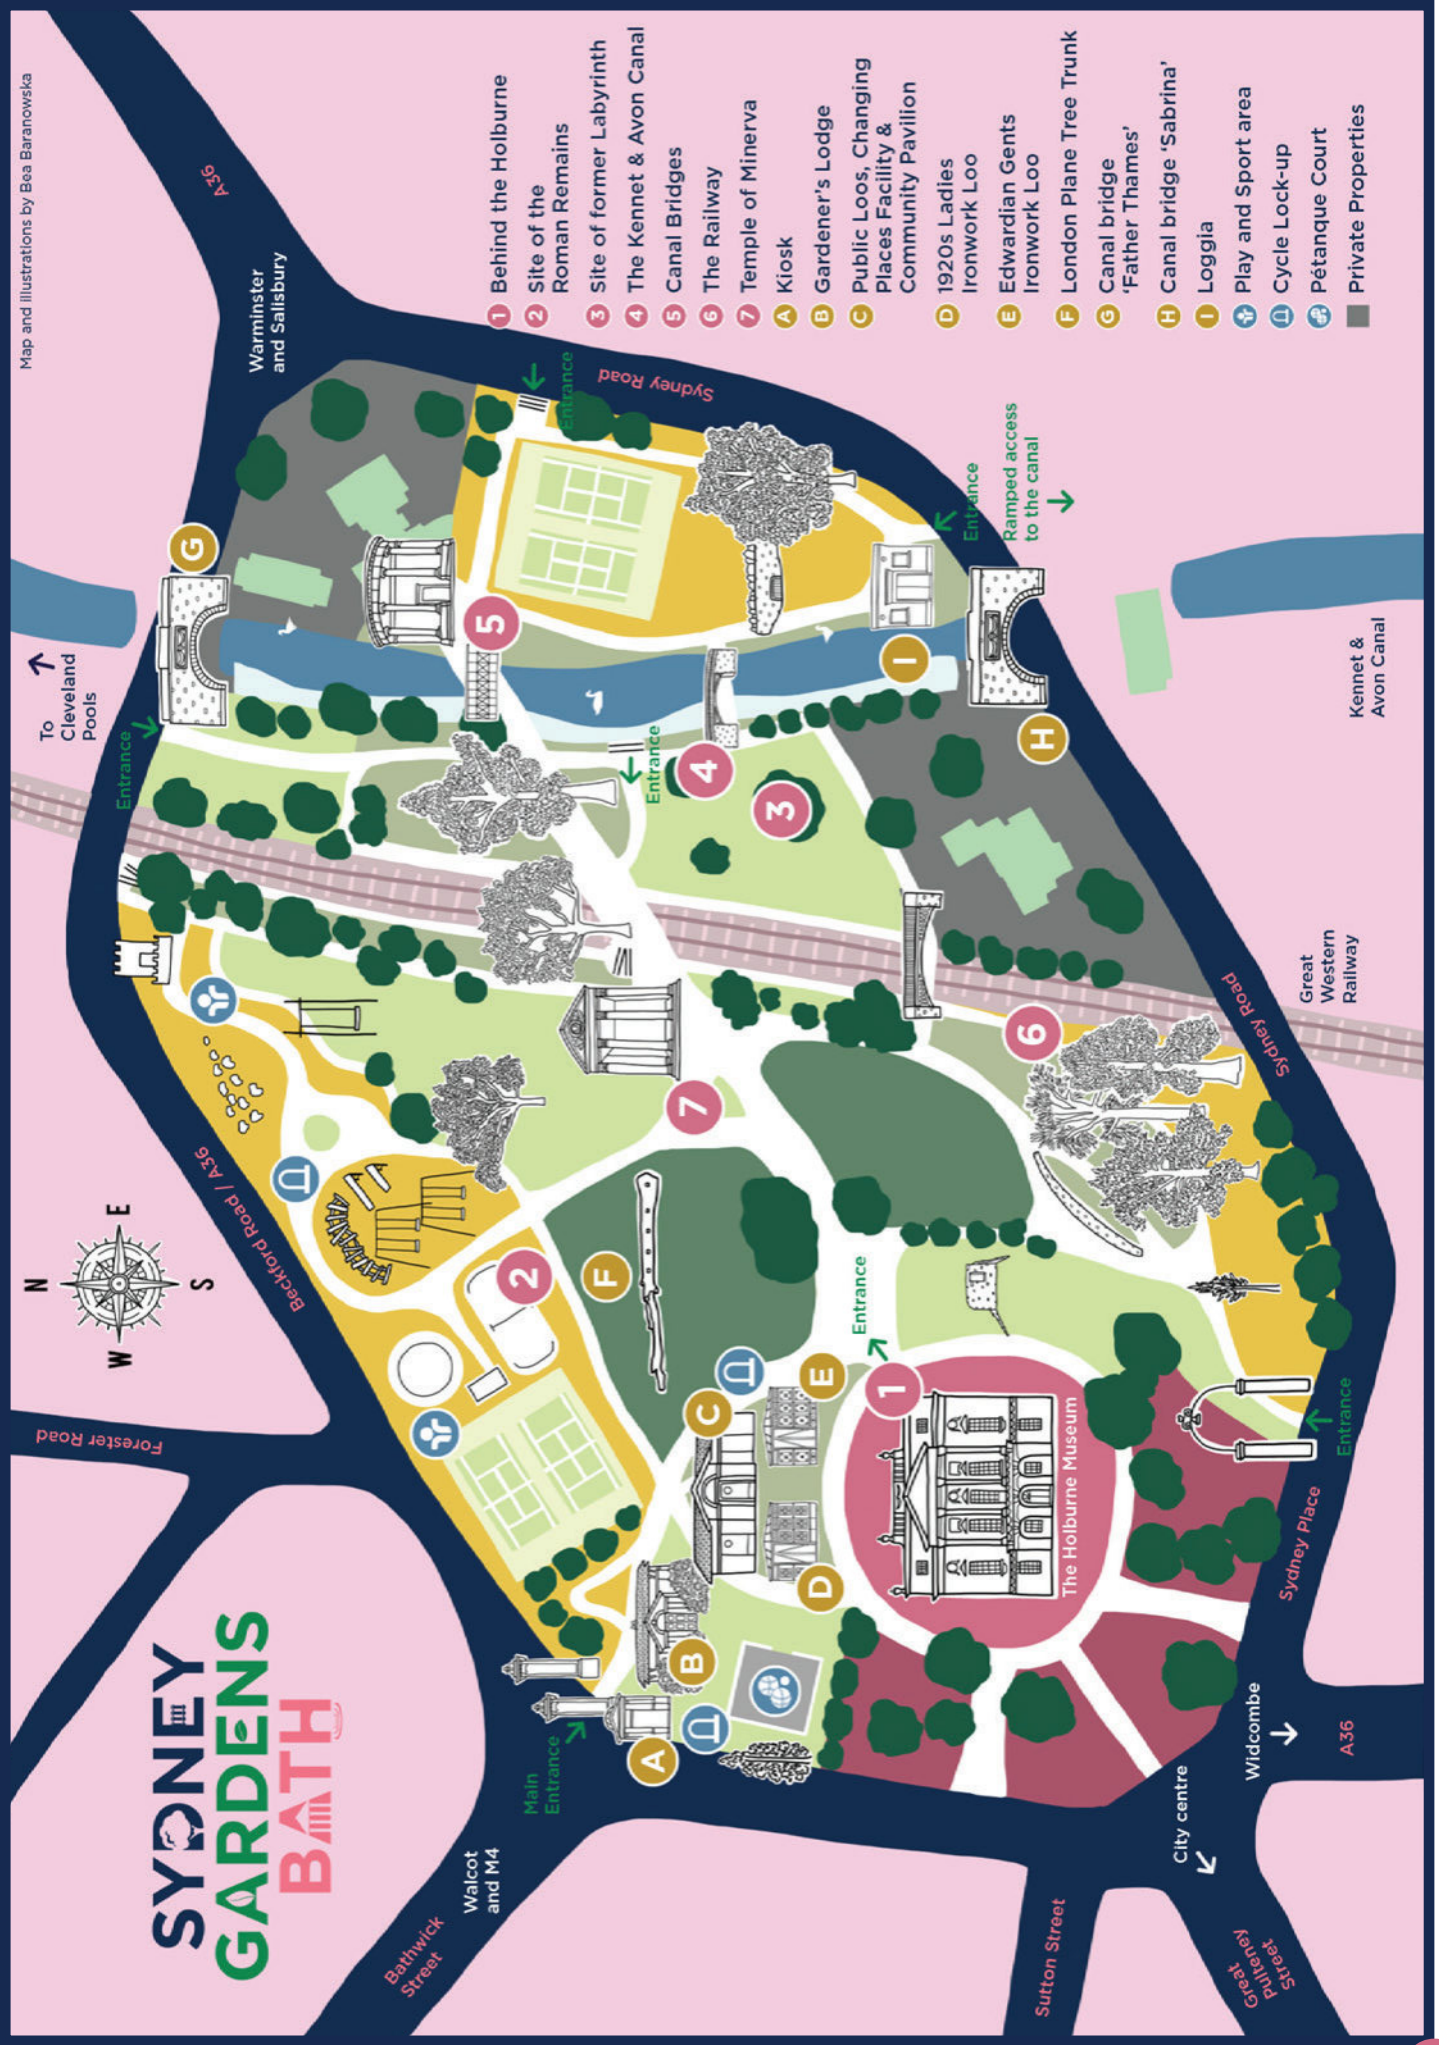 SYDNEY
GARDENS
BATH
N
E
S
W
Map and illustrations by Bea Baranowska
Forester Road
Beckford Road / A36
To
Cleveland
Pools
Entrance
G
A36
Warminster
and Salisbury
Bathwick
Street
Walcot
and M4
Main
Entrance
A
B
C
D
E
F
2
7
5
4
Entrance
3
Entrance
Sydney Road
1
Entrance
The Holburne Museum
6
I
H
Entrance
Ramped access
to the canal
Sutton Street
Great
Pulteney
Street
City centre
Widcombe
A36
Sydney Place
Entrance
Sydney Road
Great
Western
Railway
Kennet &
Avon Canal
1 Behind the Holburne
2 Site of the
Roman Remains
3 Site of former Labyrinth
4 The Kennet & Avon Canal
5 Canal Bridges
6 The Railway
7 Temple of Minerva
A Kiosk
B Gardener's Lodge
C Public Loos, Changing
Places Facility &
Community Pavilion
D 1920s Ladies
Ironwork Loo
E Edwardian Gents
Ironwork Loo
F London Plane Tree Trunk
G Canal bridge
'Father Thames'
H Canal bridge 'Sabrina'
I Loggia
Play and Sport area
Cycle Lock-up
Pétanque Court
Private Properties